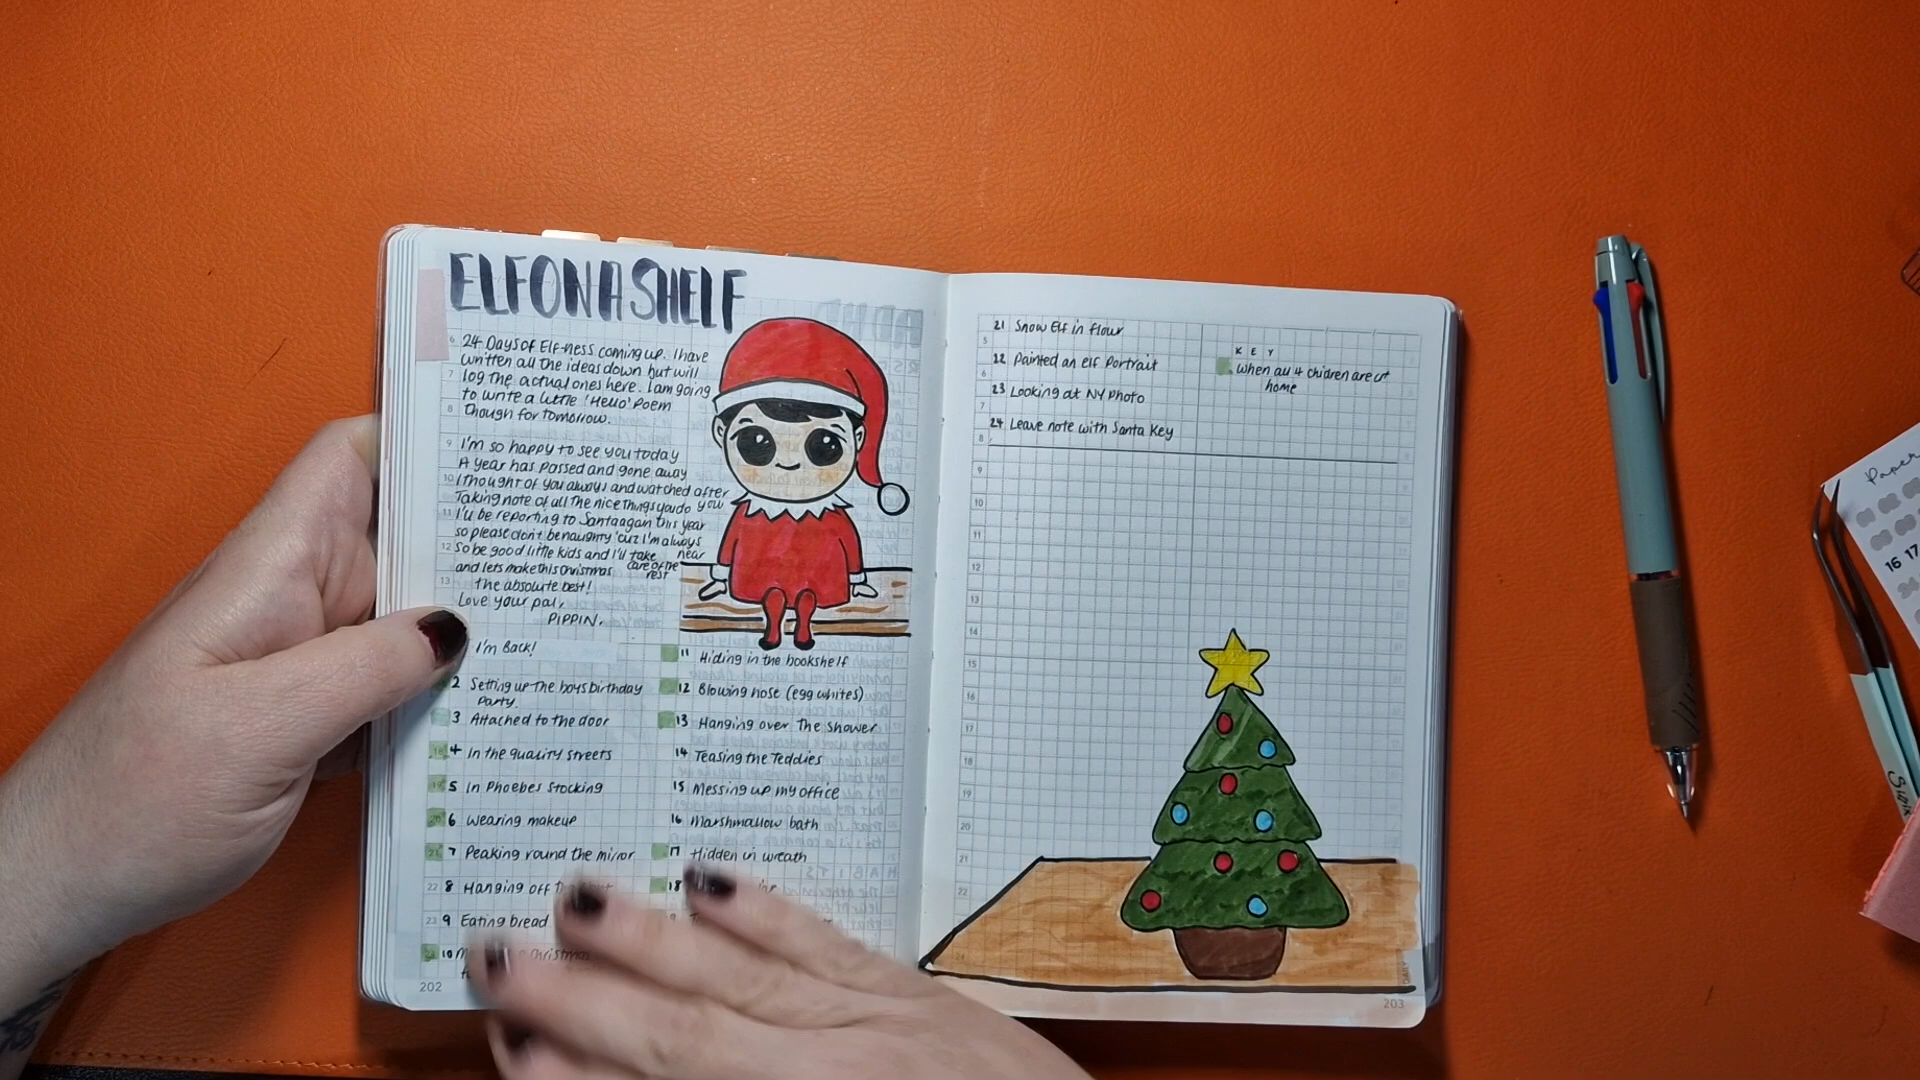 ELF ON A SHELF
24 Days of Elf-ness coming up. I have
written all the ideas down but will
log the actual ones here. I am going
to write a little 'Hello' Poem
though for tomorrow.
I'm so happy to see you today
A year has passed and gone away
I thought of you always and watched after
you
Taking note of all the nice things you do
I'll be reporting to Santa again this year
so please don't be naughty 'cuz I'm always
near
So be good little kids and I'll take
care of the
rest
and lets make this Christmas
the absolute best!
Love your pal,
PIPPIN.
I'm Back!
2 Setting up the boys birthday
Party.
3 Attached to the door
4 In the quality streets
5 In Phoebes Stocking
6 Wearing makeup
7 Peaking round the mirror
8 Hanging off
9 Eating bread
10
11 Hiding in the bookshelf
12 Blowing nose (egg whites)
13 Hanging over the shower
14 Teasing the Teddies
15 Messing up my office
16 Marshmallow bath
17 Hidden in wreath
18
202
21 Snow Elf in flour
22 Painted an elf Portrait
23 Looking at NY Photo
24 Leave note with Santa Key
KEY
When all 4 chidren are at
home
203
Paper
16 17